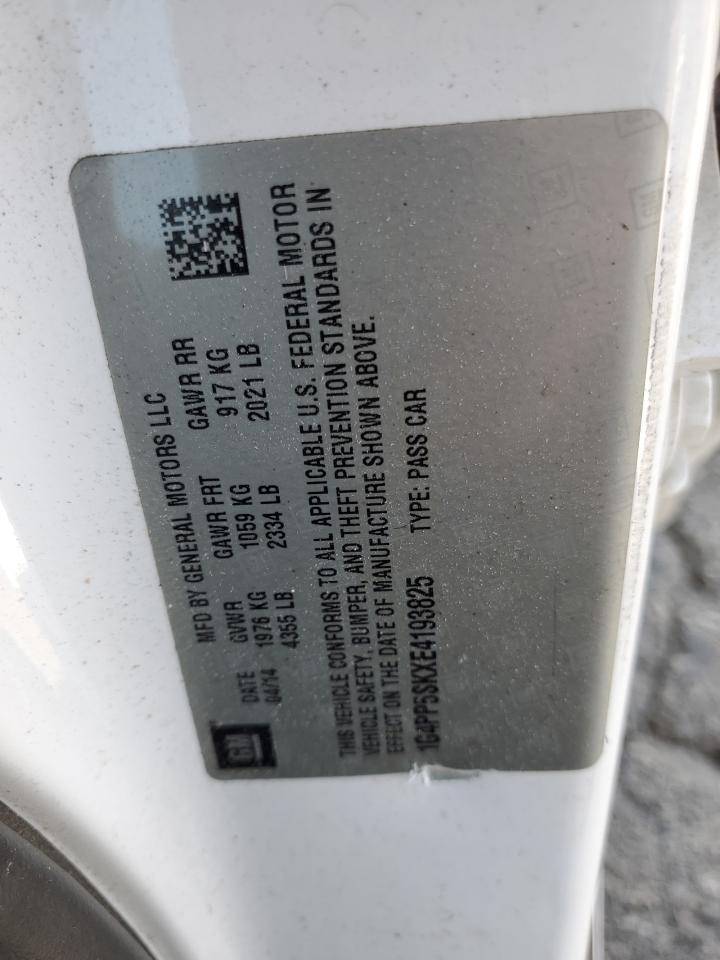 GM
MFD BY GENERAL MOTORS LLC
DATE GVWR GAWR FRT GAWR RR
04/14 1976 KG 1059 KG 917 KG
4355 LB 2334 LB 2021 LB
THIS VEHICLE CONFORMS TO ALL APPLICABLE U.S. FEDERAL MOTOR
VEHICLE SAFETY, BUMPER, AND THEFT PREVENTION STANDARDS IN
EFFECT ON THE DATE OF MANUFACTURE SHOWN ABOVE.
1G4PP5SKXE4193825 TYPE: PASS CAR